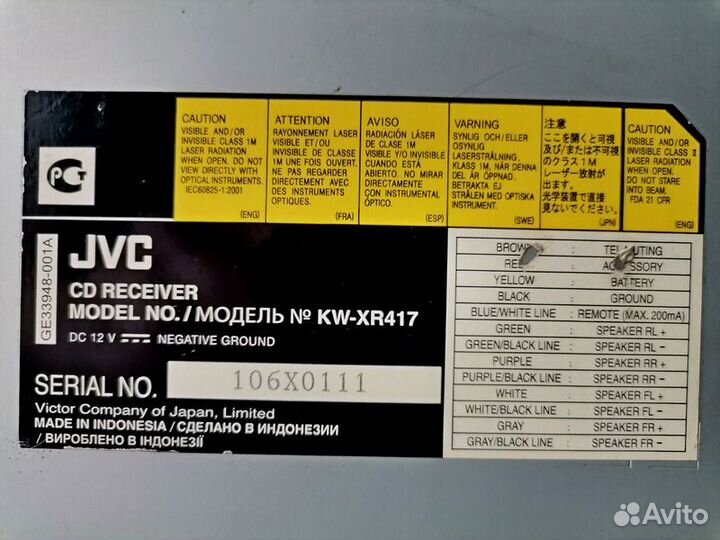 CAUTION
VISIBLE AND/OR
INVISIBLE CLASS 1M
LASER RADIATION
WHEN OPEN. DO NOT
VIEW DIRECTLY WITH
OPTICAL INSTRUMENTS.
IEC60825-1:2001
(ENG)
ATTENTION
RAYONNEMENT LASER
VISIBLE ET/OU
INVISIBLE DE CLASSE
1M UNE FOIS OUVERT.
NE PAS REGARDER
DIRECTEMENT AVEC
DES INSTRUMENTS
OPTIQUES.
(FRA)
AVISO
RADIACIÓN LÁSER
DE CLASE 1M
VISIBLE Y/O INVISIBLE
CUANDO ESTÁ
ABIERTO. NO MIRAR
DIRECTAMENTE CON
INSTRUMENTAL
ÓPTICO.
(ESP)
VARNING
SYNLIG OCH/ELLER
OSYNLIG
LASERSTRÅLNING,
KLASS 1M, NÄR DENNA
DEL ÄR ÖPPNAD.
BETRAKTA EJ
STRÅLEN MED OPTISKA
INSTRUMENT.
(SWE)
注意
ここを開くと可視
及び/または不可視
のクラス1M
レーザー放射が
出ます。
光学装置で直接
見ないでください。
(JPN)
CAUTION
VISIBLE AND/OR
INVISIBLE CLASS II
LASER RADIATION
WHEN OPEN.
DO NOT STARE
INTO BEAM.
FDA 21 CFR
(ENG)
GE33948-001A
JVC
CD RECEIVER
MODEL NO./МОДЕЛЬ № KW-XR417
DC 12 V NEGATIVE GROUND
SERIAL NO. 106X0111
Victor Company of Japan, Limited
MADE IN INDONESIA / СДЕЛАНО В ИНДОНЕЗИИ
/ ВИРОБЛЕНО В ІНДОНЕЗІЇ
BROWN :
:
YELLOW : BATTERY
BLACK : GROUND
BLUE/WHITE LINE : REMOTE (MAX. 200mA)
GREEN : SPEAKER RL +
GREEN/BLACK LINE : SPEAKER RL −
PURPLE : SPEAKER RR +
PURPLE/BLACK LINE : SPEAKER RR −
WHITE : SPEAKER FL +
WHITE/BLACK LINE : SPEAKER FL −
GRAY : SPEAKER FR +
GRAY/BLACK LINE : SPEAKER FR −
Avito